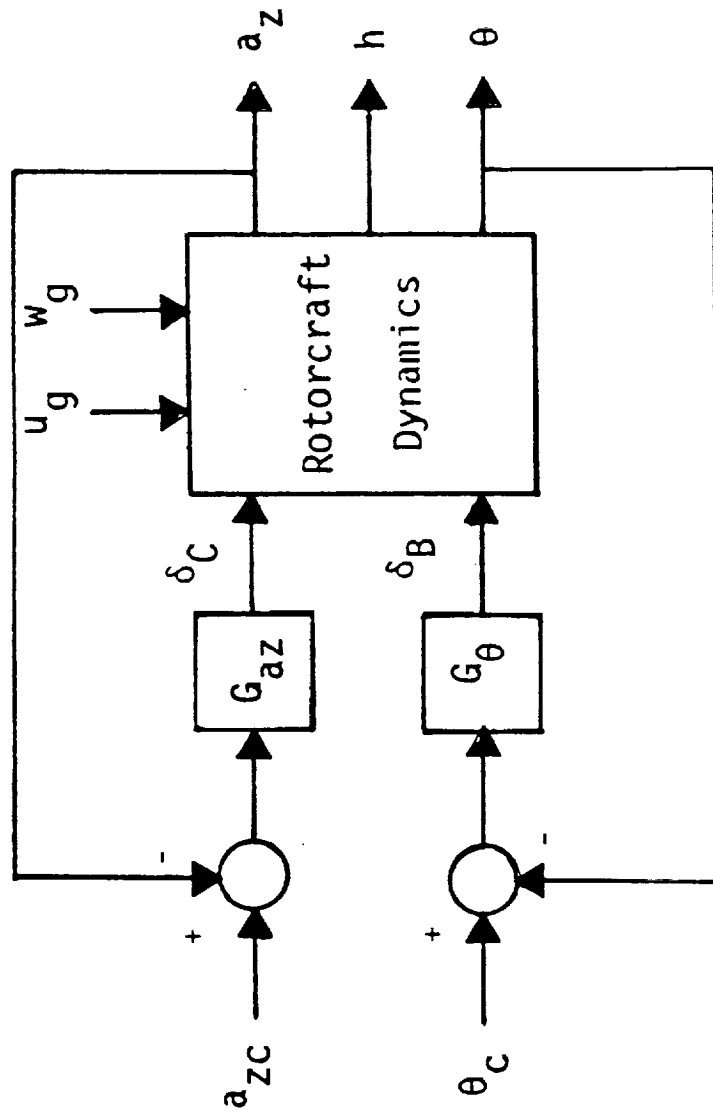 a_z
h
θ
w_g
u_g
Rotorcraft
Dynamics
δ_C
δ_B
G_az
G_θ
-
+
-
+
a_zc
θ_c